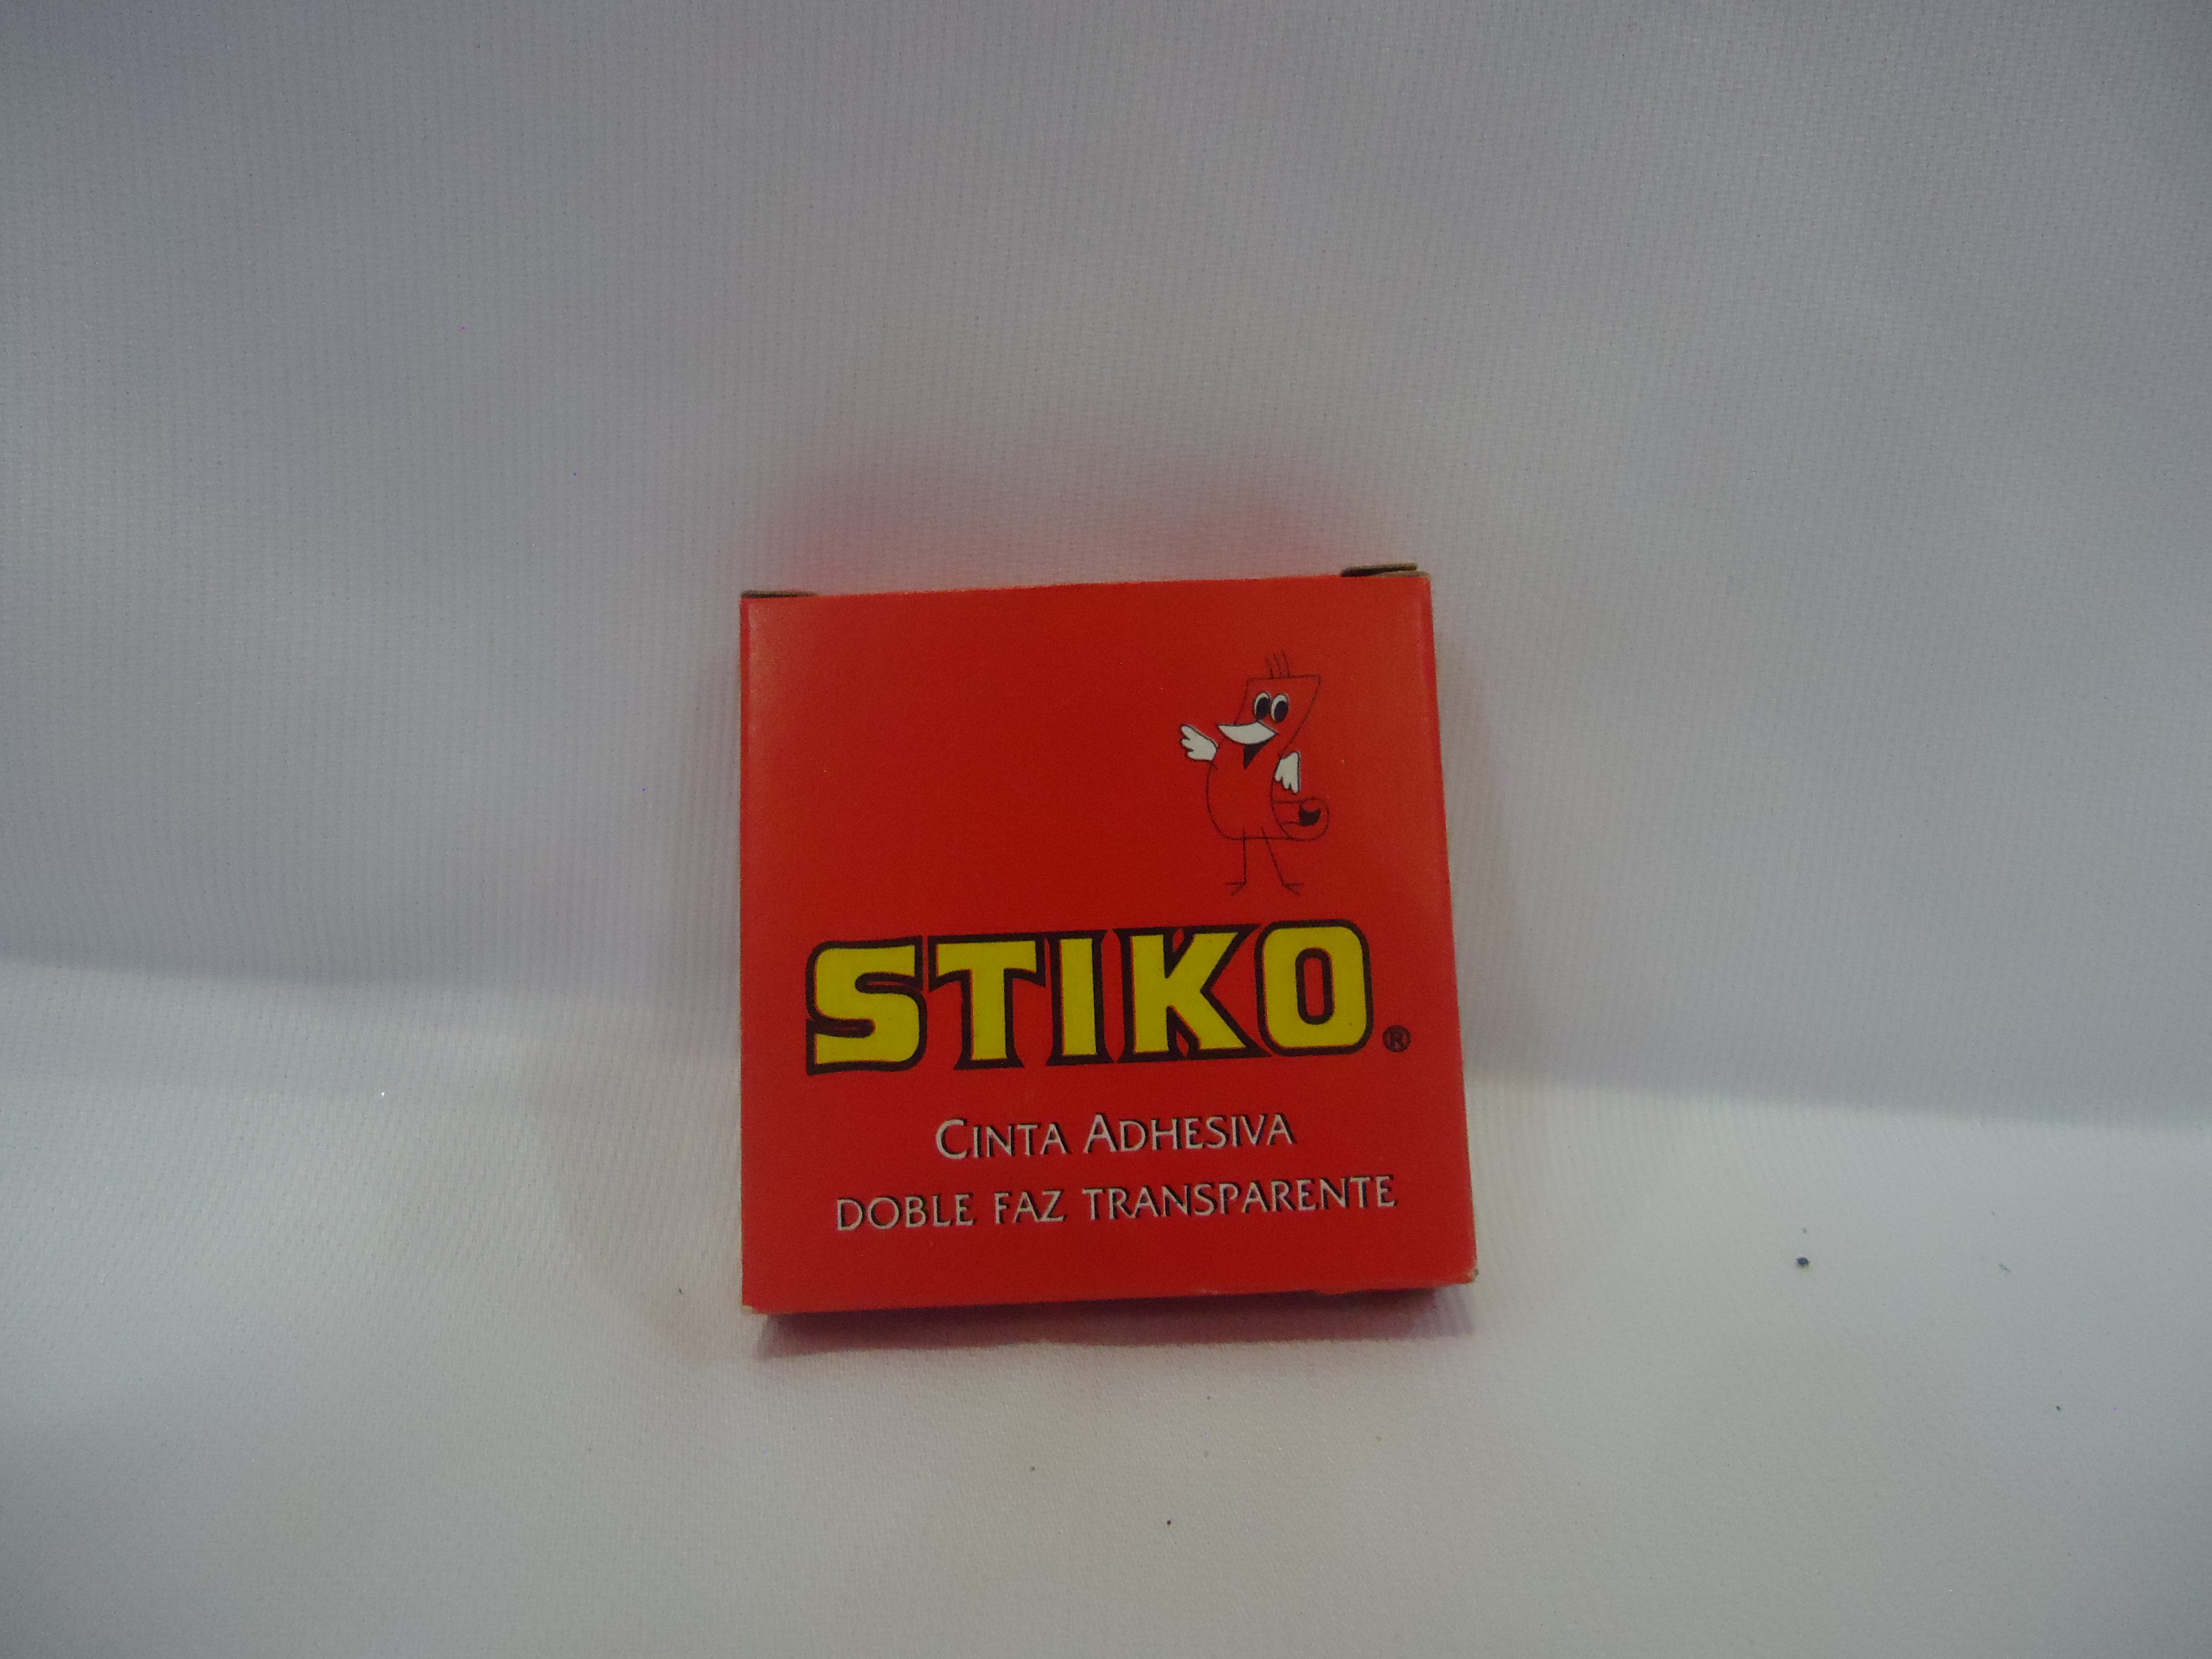 STIKO®
CINTA ADHESIVA
DOBLE FAZ TRANSPARENTE